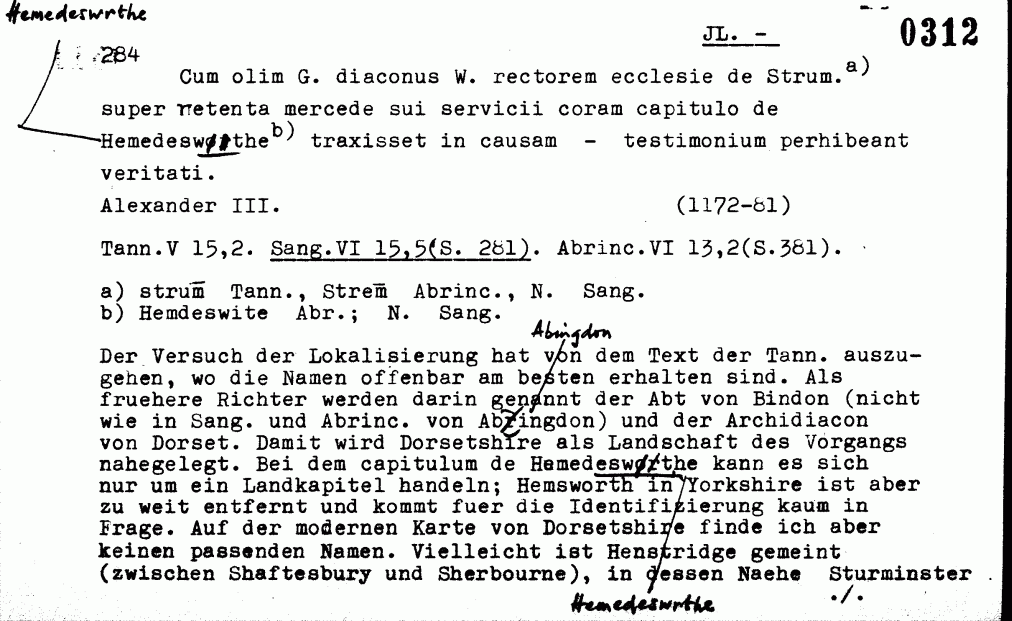 Hemedeswrthe
JL. -
0312
284
Cum olim G. diaconus W. rectorem ecclesie de Strum.a)
super retenta mercede sui servicii coram capitulo de
Hemedesworthe b) traxisset in causam - testimonium perhibeant
veritati.
Alexander III. (1172-81)
Tann.V 15,2. Sang.VI 15,5(S. 281). Abrinc.VI 13,2(S.381).
a) strum̄ Tann., Strem̄ Abrinc., N. Sang.
b) Hemdeswite Abr.; N. Sang.
Abingdon
Der Versuch der Lokalisierung hat von dem Text der Tann. auszu-
gehen, wo die Namen offenbar am besten erhalten sind. Als
fruehere Richter werden darin genannt der Abt von Bindon (nicht
wie in Sang. und Abrinc. von Abingdon) und der Archidiacon
von Dorset. Damit wird Dorsetshire als Landschaft des Vorgangs
nahegelegt. Bei dem capitulum de Hemedesworthe kann es sich
nur um ein Landkapitel handeln; Hemsworth in Yorkshire ist aber
zu weit entfernt und kommt fuer die Identifizierung kaum in
Frage. Auf der modernen Karte von Dorsetshire finde ich aber
keinen passenden Namen. Vielleicht ist Henstridge gemeint
(zwischen Shaftesbury und Sherbourne), in dessen Naehe Sturminster
./.
Hemedeswrthe